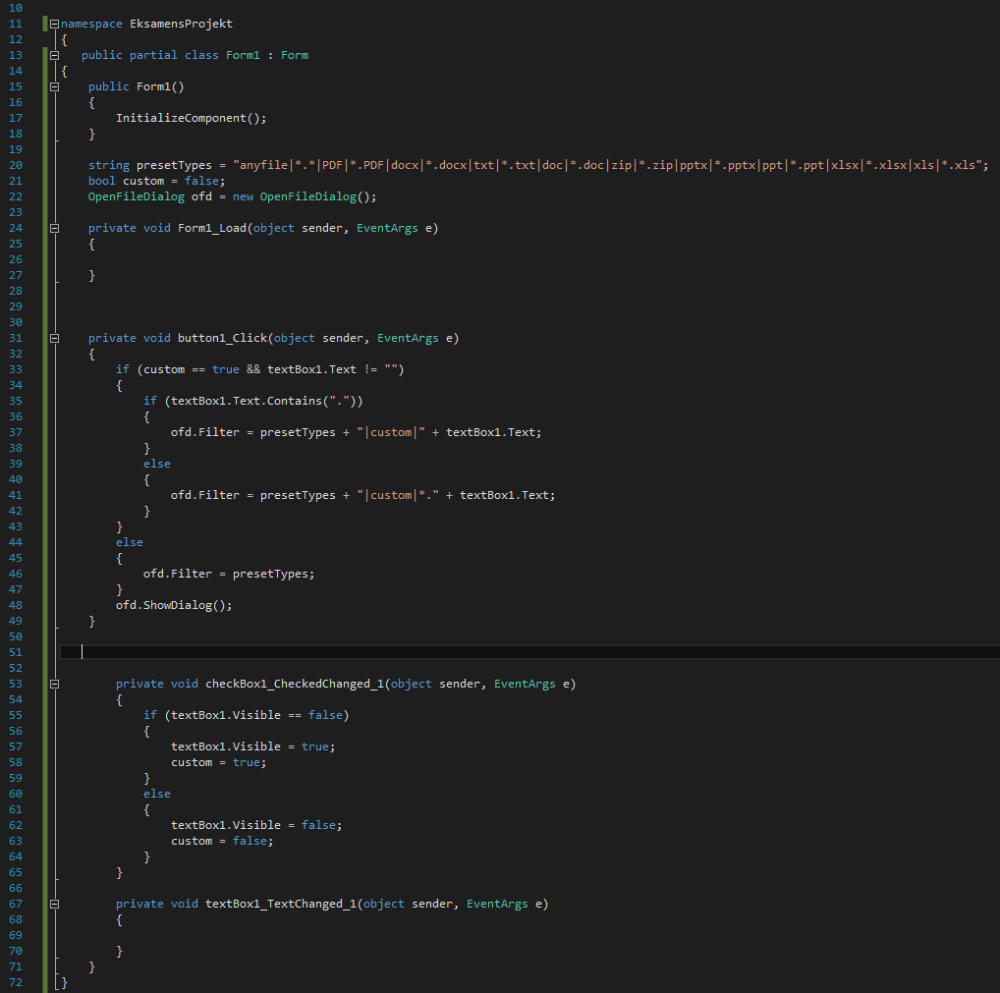 10
11 namespace EksamensProjekt
12 {
13 public partial class Form1 : Form
14 {
15 public Form1()
16 {
17 InitializeComponent();
18 }
19
20 string presetTypes = "anyfile|*.*|PDF|*.PDF|docx|*.docx|txt|*.txt|doc|*.doc|zip|*.zip|pptx|*.pptx|ppt|*.ppt|xlsx|*.xlsx|xls|*.xls";
21 bool custom = false;
22 OpenFileDialog ofd = new OpenFileDialog();
23
24 private void Form1_Load(object sender, EventArgs e)
25 {
26
27 }
28
29
30
31 private void button1_Click(object sender, EventArgs e)
32 {
33 if (custom == true && textBox1.Text != "")
34 {
35 if (textBox1.Text.Contains("."))
36 {
37 ofd.Filter = presetTypes + "|custom|" + textBox1.Text;
38 }
39 else
40 {
41 ofd.Filter = presetTypes + "|custom|*." + textBox1.Text;
42 }
43 }
44 else
45 {
46 ofd.Filter = presetTypes;
47 }
48 ofd.ShowDialog();
49 }
50
51
52
53 private void checkBox1_CheckedChanged_1(object sender, EventArgs e)
54 {
55 if (textBox1.Visible == false)
56 {
57 textBox1.Visible = true;
58 custom = true;
59 }
60 else
61 {
62 textBox1.Visible = false;
63 custom = false;
64 }
65 }
66
67 private void textBox1_TextChanged_1(object sender, EventArgs e)
68 {
69
70 }
71 }
72 }